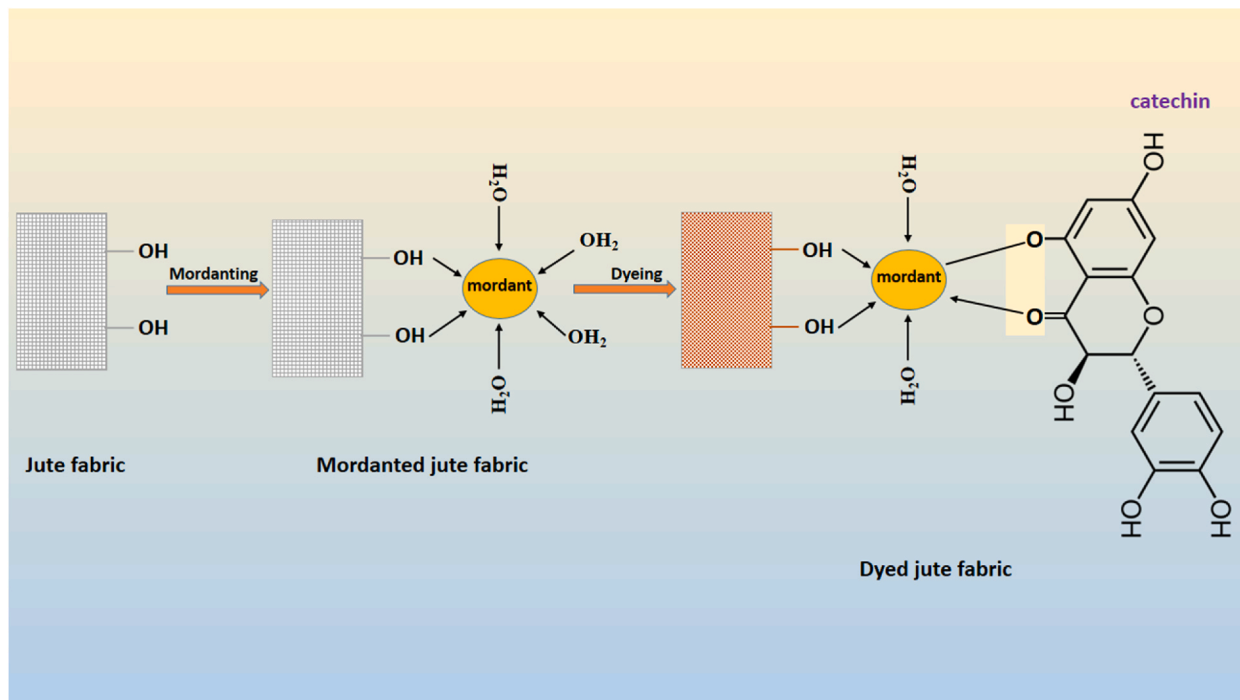 catechin
OH
H₂O
H₂O
OH
OH
OH
OH₂
mordant
OH
OH₂
H₂O
Mordanting
Dyeing
OH
OH
mordant
O
O
O
H₂O
HO
HO
OH
Jute fabric
Mordanted jute fabric
Dyed jute fabric